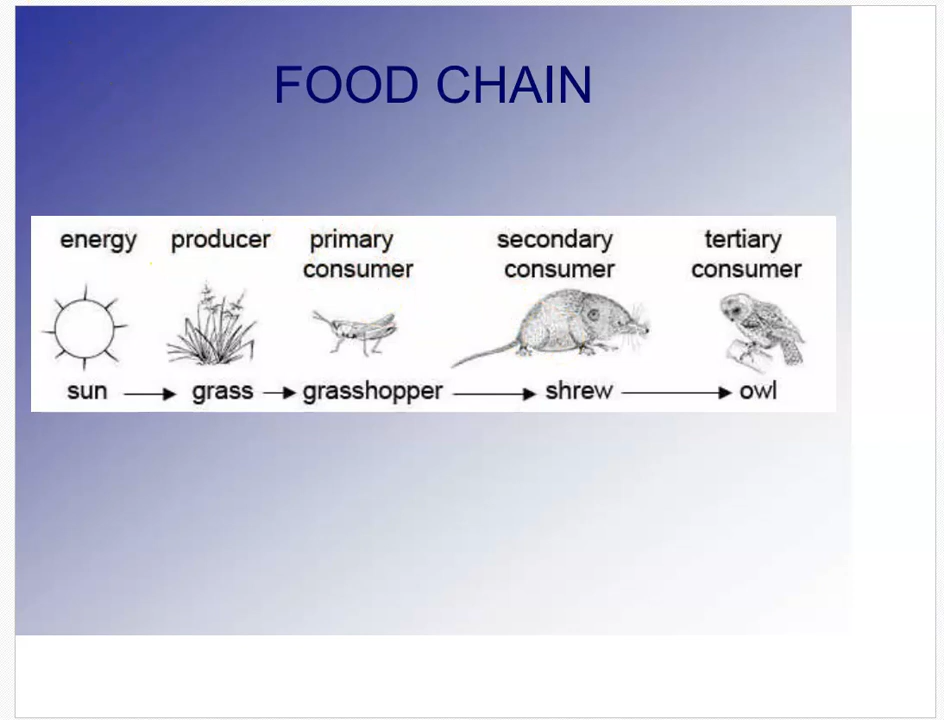 FOOD CHAIN
energy producer primary consumer secondary consumer tertiary consumer
sun grass grasshopper shrew owl